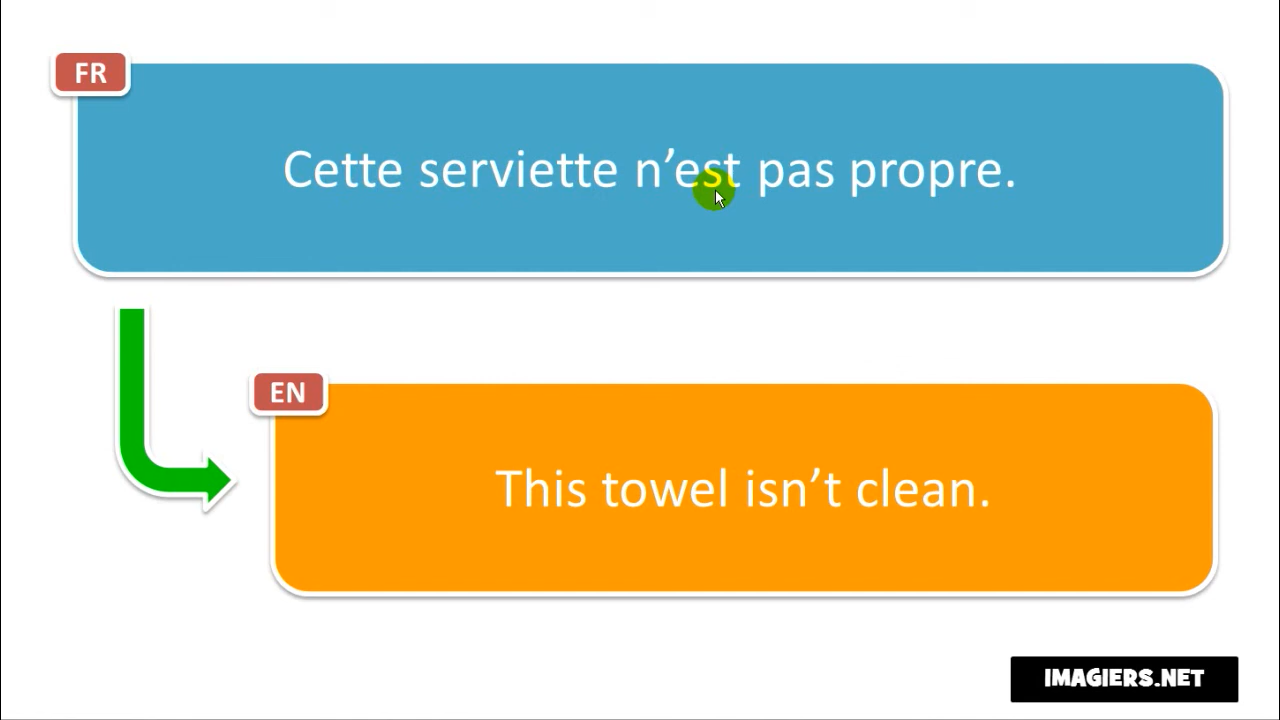 FR
Cette serviette n’est pas propre.
EN
This towel isn’t clean.
IMAGIERS.NET